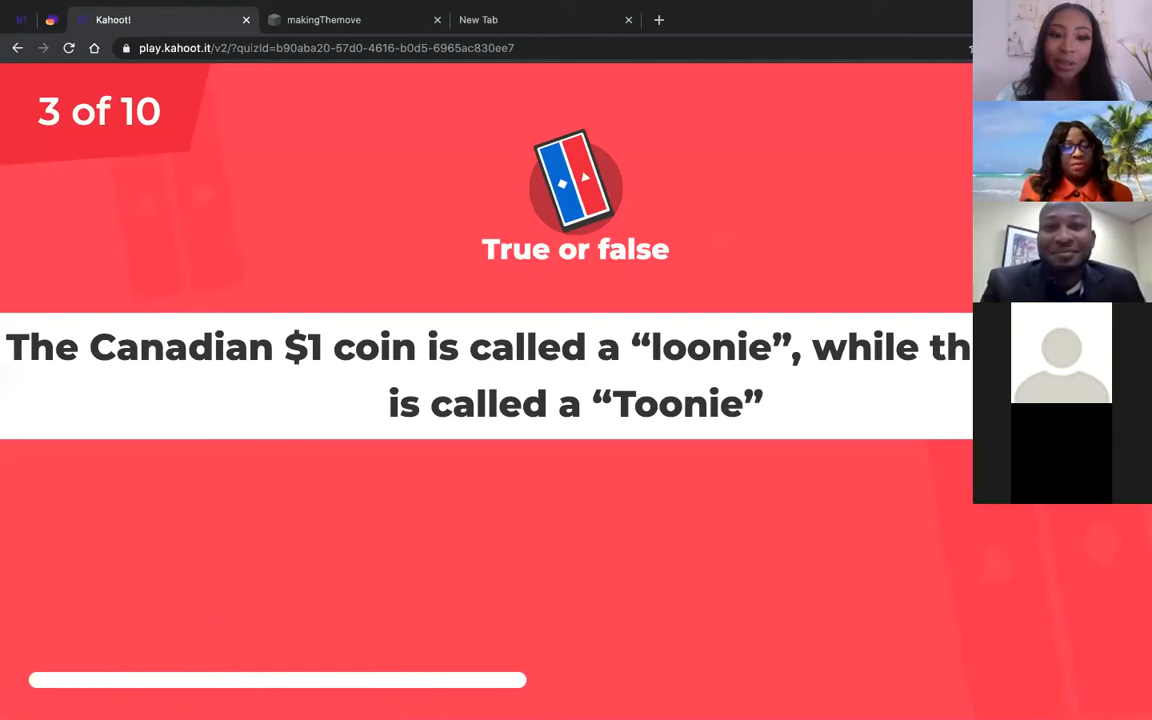 Kahoot!
makingThemove
New Tab
play.kahoot.it/v2/?quizId=b90aba20-57d0-4616-b0d5-6965ac830ee7
3 of 10
True or false
The Canadian $1 coin is called a “loonie”, while
is called a “Toonie”